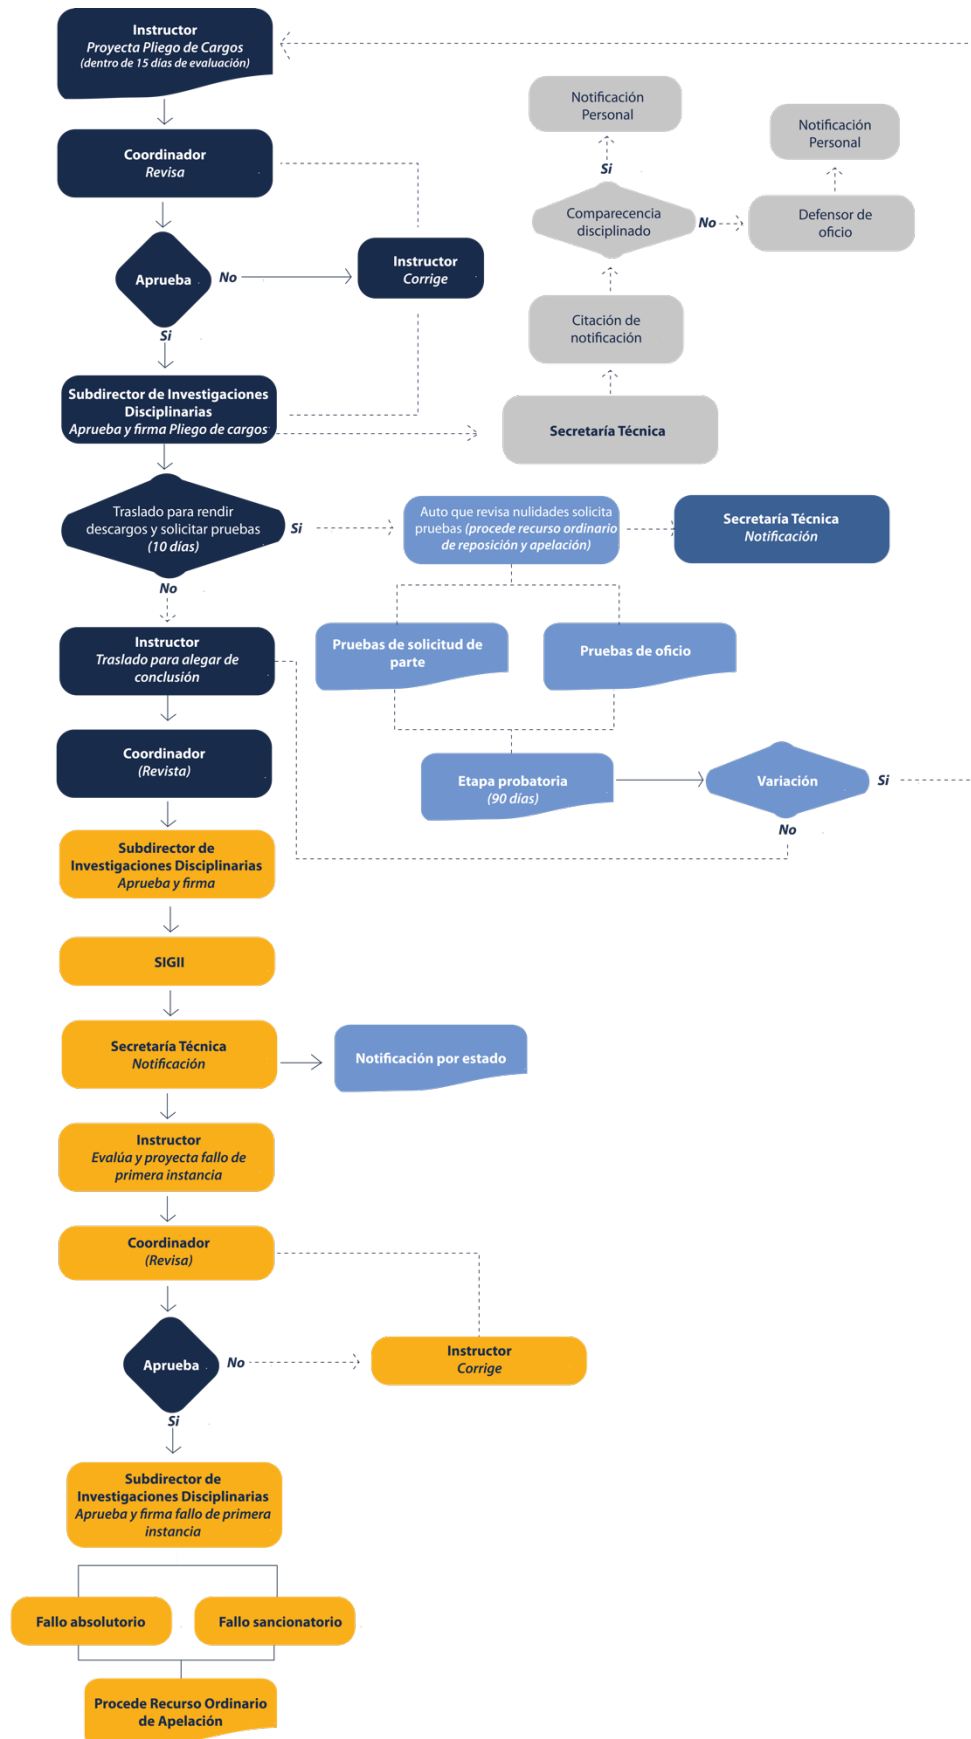 Instructor
Proyecta Pliego de Cargos
(dentro de 15 días de evaluación)
Notificación
Personal
Notificación
Personal
Coordinador
Revisa
Si
Comparecencia
disciplinado
No
Defensor de
oficio
Aprueba
No
Instructor
Corrige
Si
Citación de
notificación
Subdirector de Investigaciones
Disciplinarias
Aprueba y firma Pliego de cargos
Secretaría Técnica
Traslado para rendir
descargos y solicitar pruebas
(10 días)
Si
Auto que revisa nulidades solicita
pruebas (procede recurso ordinario
de reposición y apelación)
Secretaría Técnica
Notificación
No
Instructor
Traslado para alegar de
conclusión
Pruebas de solicitud de
parte
Pruebas de oficio
Coordinador
(Revista)
Etapa probatoria
(90 días)
Variación
Si
No
Subdirector de
Investigaciones Disciplinarias
Aprueba y firma
SIGII
Secretaría Técnica
Notificación
Notificación por estado
Instructor
Evalúa y proyecta fallo de
primera instancia
Coordinador
(Revisa)
Aprueba
No
Instructor
Corrige
Si
Subdirector de
Investigaciones Disciplinarias
Aprueba y firma fallo de primera
instancia
Fallo absolutorio
Fallo sancionatorio
Procede Recurso Ordinario
de Apelación